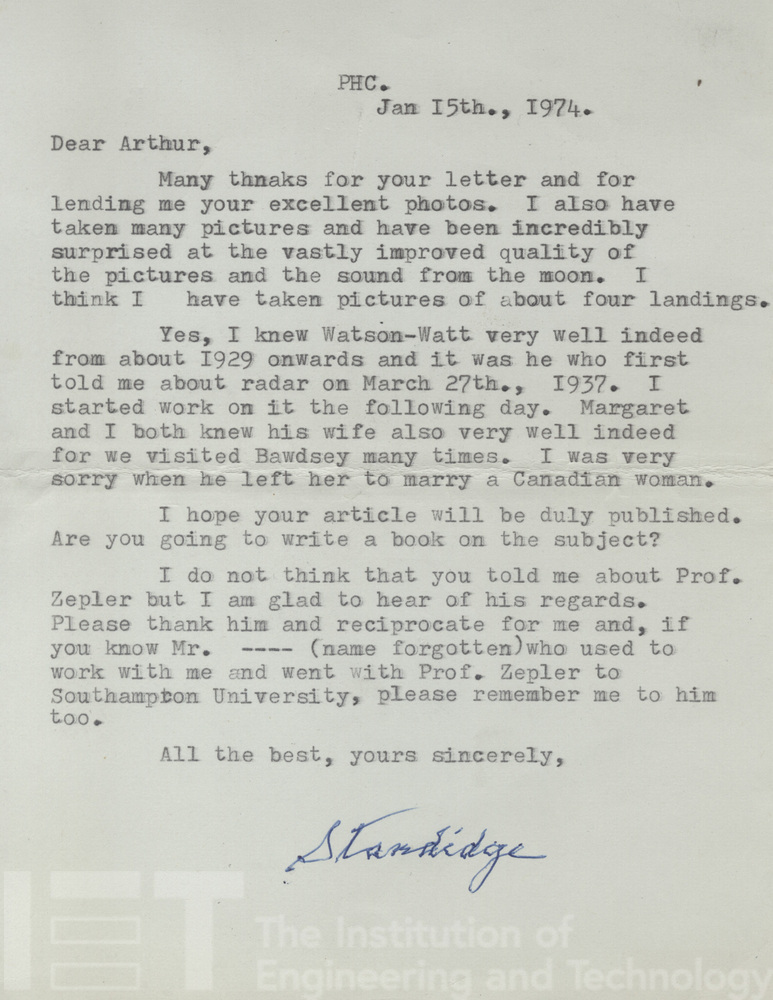 PHC.
Jan I5th., I974.
Dear Arthur,
Many thnaks for your letter and for
lending me your excellent photos. I also have
taken many pictures and have been incredibly
surprised at the vastly improved quality of
the pictures and the sound from the moon. I
think I have taken pictures of about four landings.
Yes, I knew Watson-Watt very well indeed
from about I929 onwards and it was he who first
told me about radar on March 27th., I937. I
started work on it the following day. Margaret
and I both knew his wife also very well indeed
for we visited Bawdsey many times. I was very
sorry when he left her to marry a Canadian woman.
I hope your article will be duly published.
Are you going to write a book on the subject?
I do not think that you told me about Prof.
Zepler but I am glad to hear of his regards.
Please thank him and reciprocate for me and, if
you know Mr. ---- (name forgotten)who used to
work with me and went with Prof. Zepler to
Southampton University, please remember me to him
too.
All the best, yours sincerely,
Standidge
IET The Institution of
Engineering and Technology